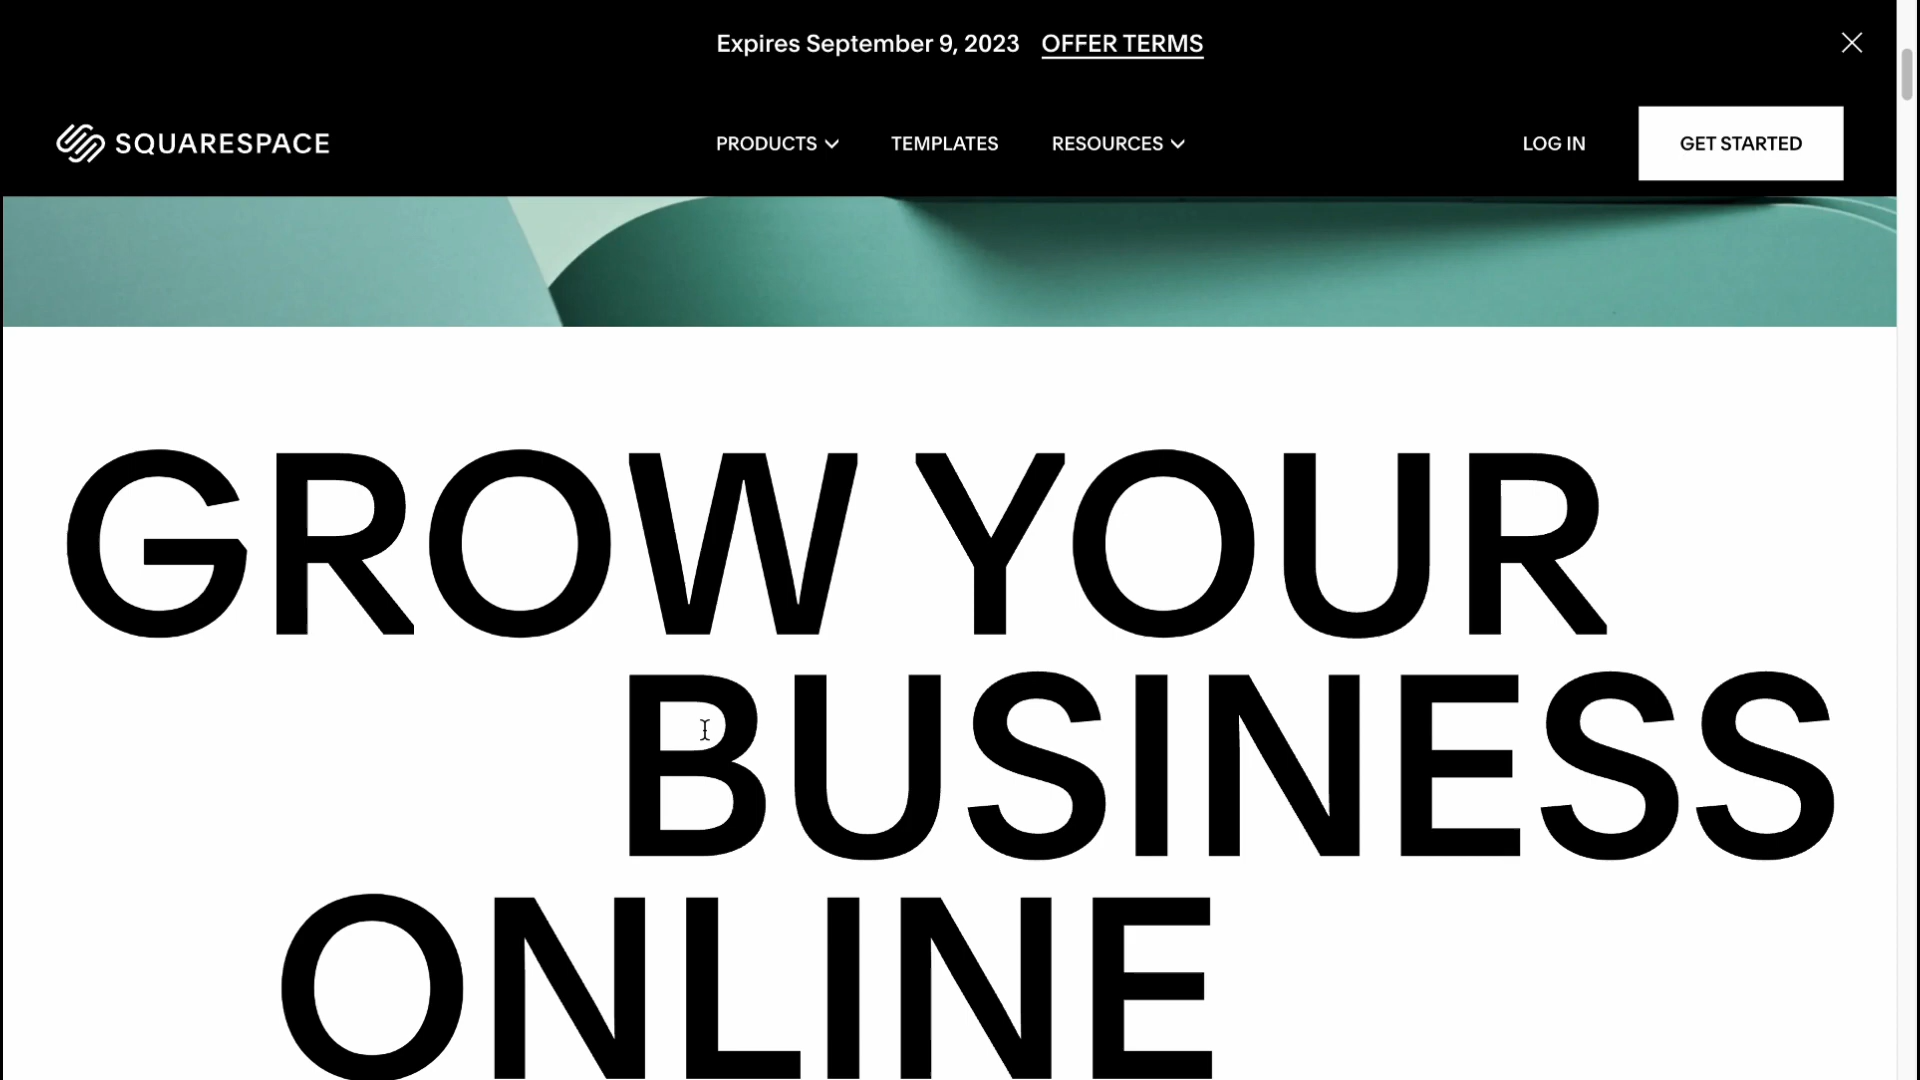 Expires September 9, 2023 OFFER TERMS
SQUARESPACE PRODUCTS TEMPLATES RESOURCES LOG IN GET STARTED
GROW YOUR
BUSINESS
ONLINE